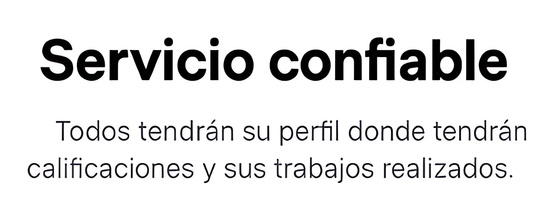 Servicio confiable
Todos tendrán su perfil donde tendrán
calificaciones y sus trabajos realizados.